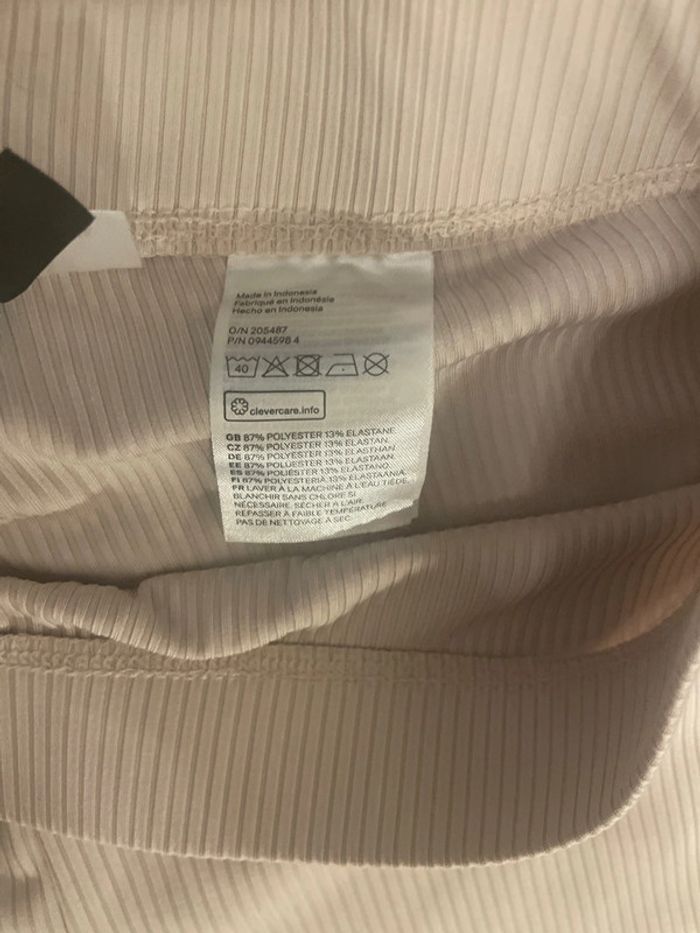 Made in Indonesia
Fabriqué en Indonésie
Hecho en Indonesia
O/N 205487
P/N 0944598 4
40
clevercare.info
GB 87% POLYESTER 13% ELASTANE
CZ 87% POLYESTER 13% ELASTAN.
DE 87% POLYESTER 13% ELASTHAN
EE 87% POLÜESTER 13% ELASTAAN.
ES 87% POLIÉSTER 13% ELASTANO.
FI 87% POLYESTERIA, 13% ELASTAANIA.
FR LAVER À LA MACHINE À L'EAU TIÈDE.
BLANCHIR SANS CHLORE SI
NÉCESSAIRE. SÉCHER À L'AIR.
REPASSER À FAIBLE TEMPÉRATURE
PAS DE NETTOYAGE À SEC.